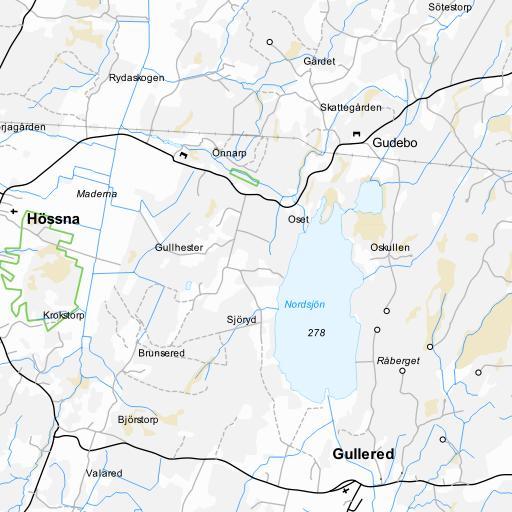 Sötestorp
Gärdet
Rydaskogen
Skattegården
rjagården
Gudebo
Önnarp
Maderna
Hössna
Oset
Gullhester
Oskullen
Nordsjön
Krokstorp
Sjöryd
278
Brunsered
Råberget
Björstorp
Gullered
Valared